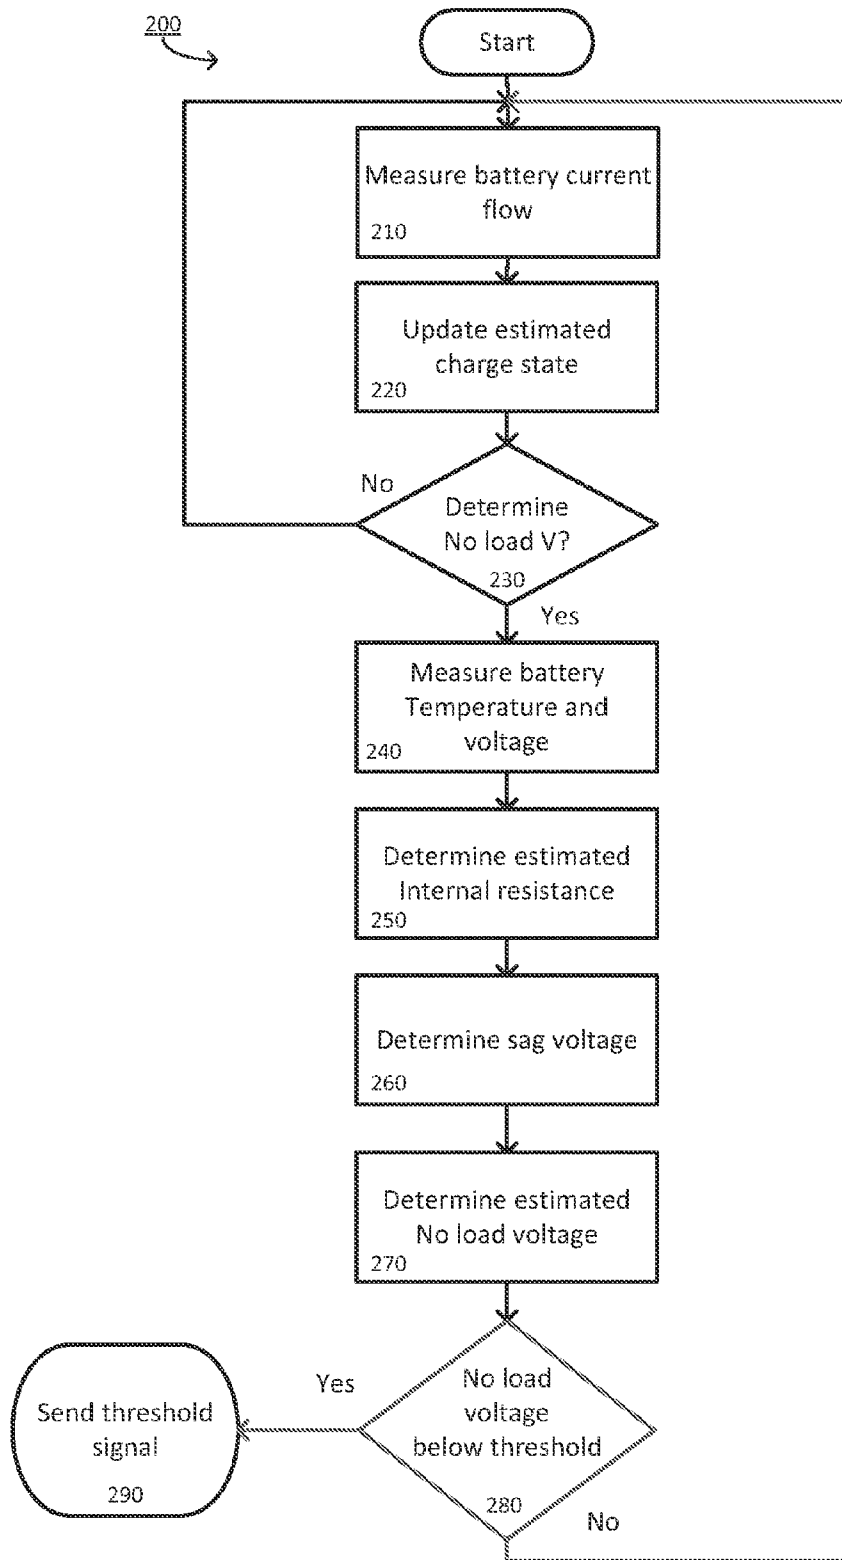 200
Start
Measure battery current
flow
210
Update estimated
charge state
220
No
Determine
No load V?
230
Yes
Measure battery
Temperature and
voltage
240
Determine estimated
Internal resistance
250
Determine sag voltage
260
Determine estimated
No load voltage
270
Yes
No load
voltage
below threshold
280
Send threshold
signal
290
No